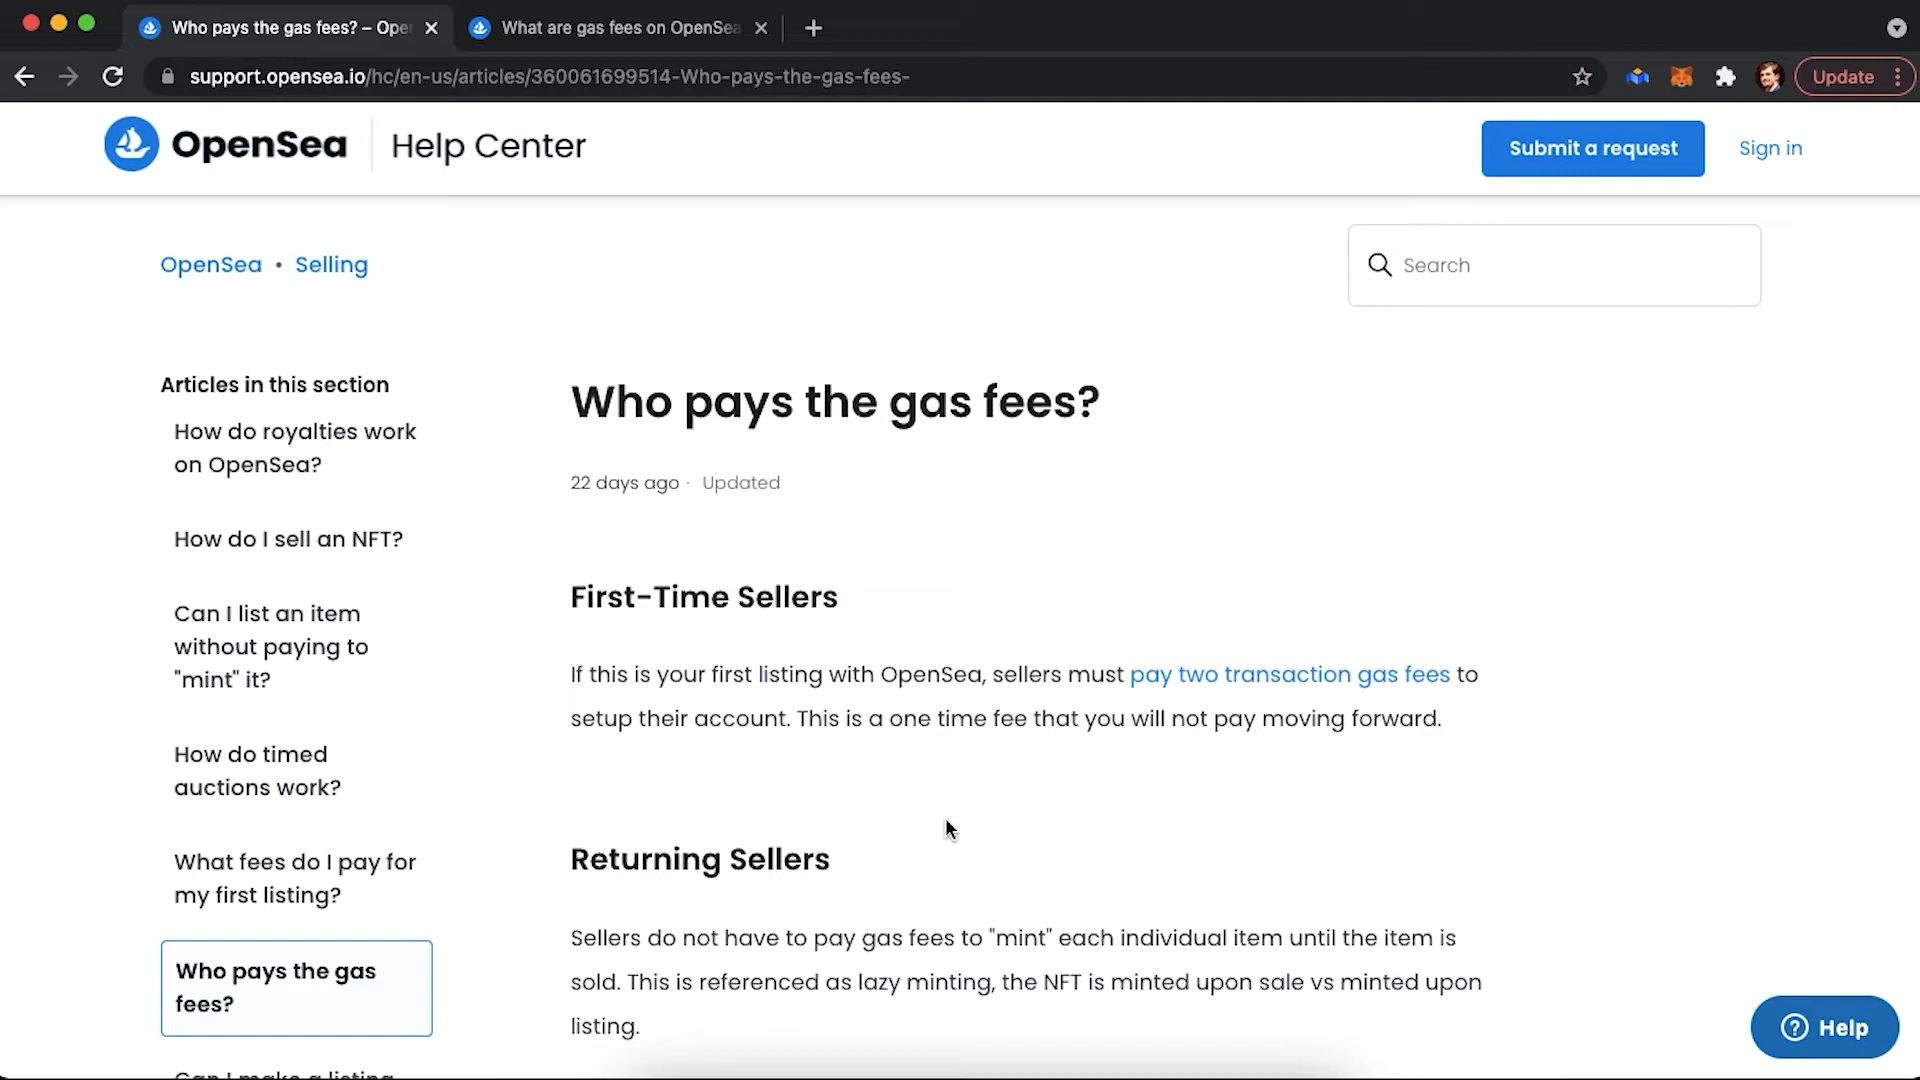 Who pays the gas fees? – Ope
What are gas fees on OpenSea
support.opensea.io/hc/en-us/articles/360061699514-Who-pays-the-gas-fees-
Update
OpenSea
Help Center
Submit a request
Sign in
OpenSea • Selling
Search
Articles in this section
How do royalties work
on OpenSea?
How do I sell an NFT?
Can I list an item
without paying to
"mint" it?
How do timed
auctions work?
What fees do I pay for
my first listing?
Who pays the gas
fees?
Can I make a listing
Who pays the gas fees?
22 days ago · Updated
First-Time Sellers
If this is your first listing with OpenSea, sellers must pay two transaction gas fees to
setup their account. This is a one time fee that you will not pay moving forward.
Returning Sellers
Sellers do not have to pay gas fees to "mint" each individual item until the item is
sold. This is referenced as lazy minting, the NFT is minted upon sale vs minted upon
listing.
Help